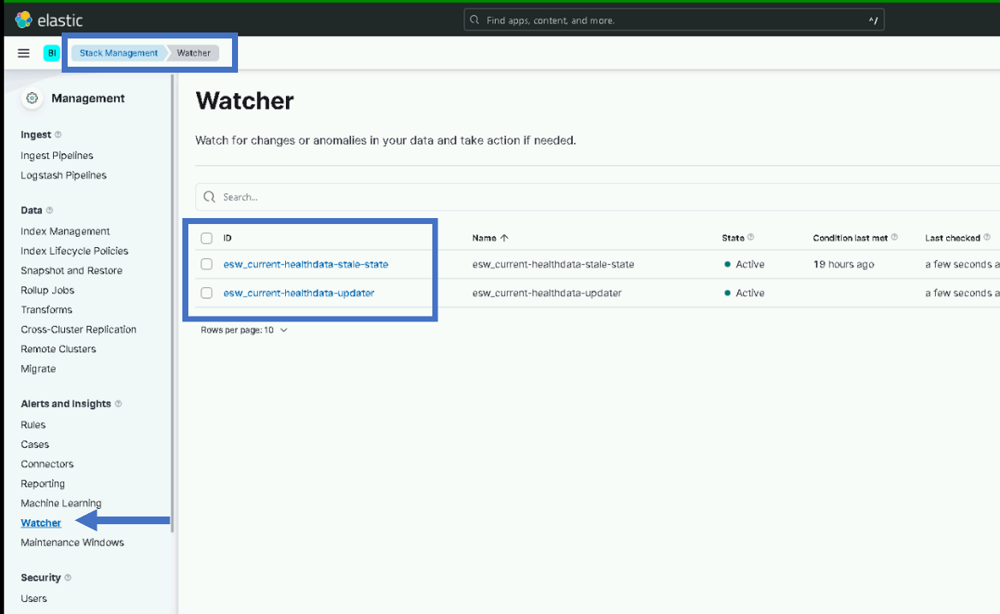 elastic
Find apps, content, and more.
^/
BI
Stack Management
Watcher
Management
Ingest
Ingest Pipelines
Logstash Pipelines
Data
Index Management
Index Lifecycle Policies
Snapshot and Restore
Rollup Jobs
Transforms
Cross-Cluster Replication
Remote Clusters
Migrate
Alerts and Insights
Rules
Cases
Connectors
Reporting
Machine Learning
Watcher
Maintenance Windows
Security
Users
Watcher
Watch for changes or anomalies in your data and take action if needed.
Search...
ID Name State Condition last met Last checked
esw_current-healthdata-stale-state esw_current-healthdata-stale-state Active 19 hours ago a few seconds a
esw_current-healthdata-updater esw_current-healthdata-updater Active a few seconds a
Rows per page: 10